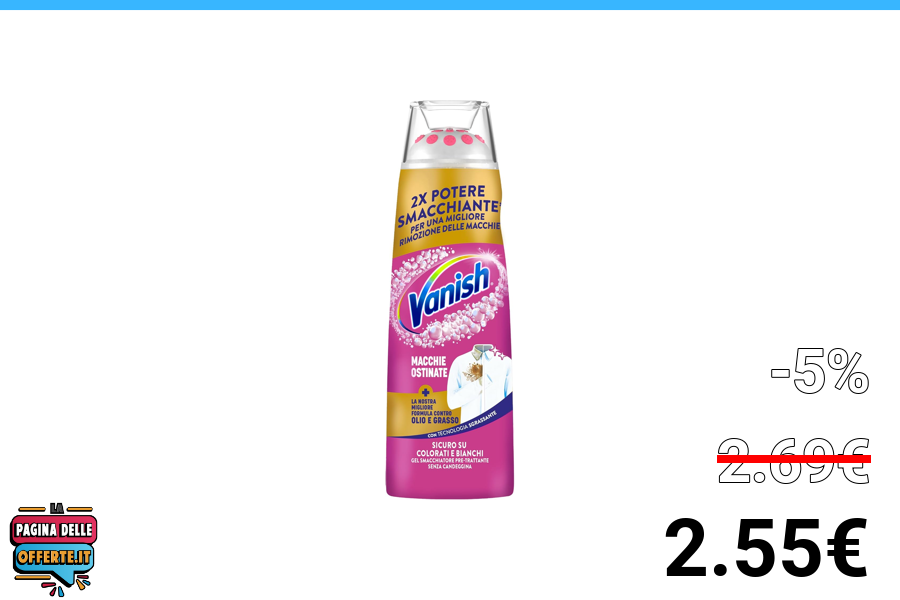 2X POTERE
SMACCHIANTE
PER UNA MIGLIORE
RIMOZIONE DELLE MACCHIE
Vanish
MACCHIE
OSTINATE
+
LA NOSTRA
MIGLIORE
FORMULA CONTRO
OLIO E GRASSO
CON TECNOLOGIA SGRASSANTE
SICURO SU
COLORATI E BIANCHI
GEL SMACCHIATORE PRE-TRATTANTE
SENZA CANDEGGINA
-5%
2.69€
2.55€
LA
PAGINA DELLE
OFFERTE.IT